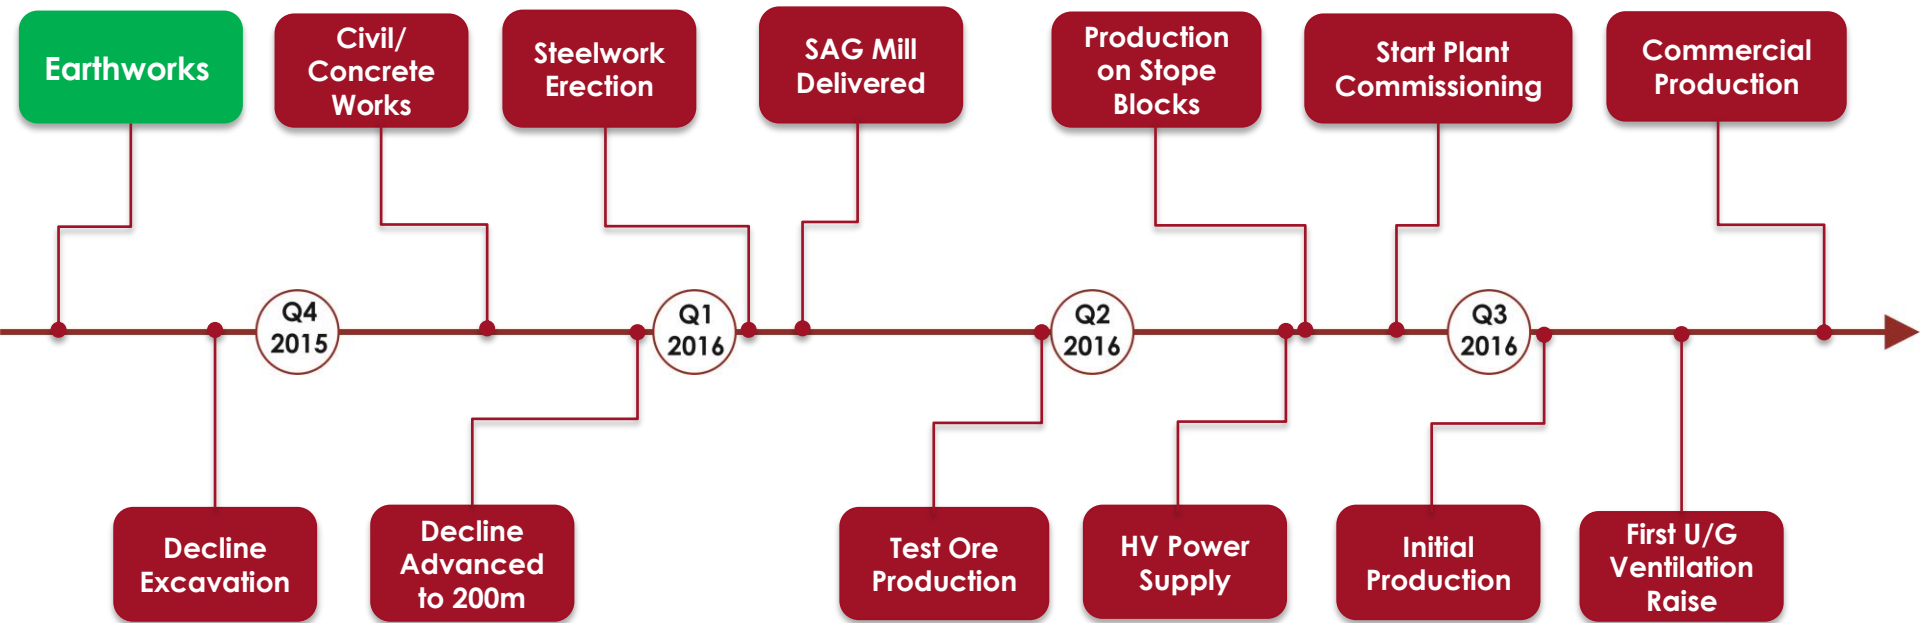 Earthworks
Civil/
Concrete
Works
Steelwork
Erection
SAG Mill
Delivered
Production
on Stope
Blocks
Start Plant
Commissioning
Commercial
Production
Q4
2015
Q1
2016
Q2
2016
Q3
2016
Decline
Excavation
Decline
Advanced
to 200m
Test Ore
Production
HV Power
Supply
Initial
Production
First U/G
Ventilation
Raise